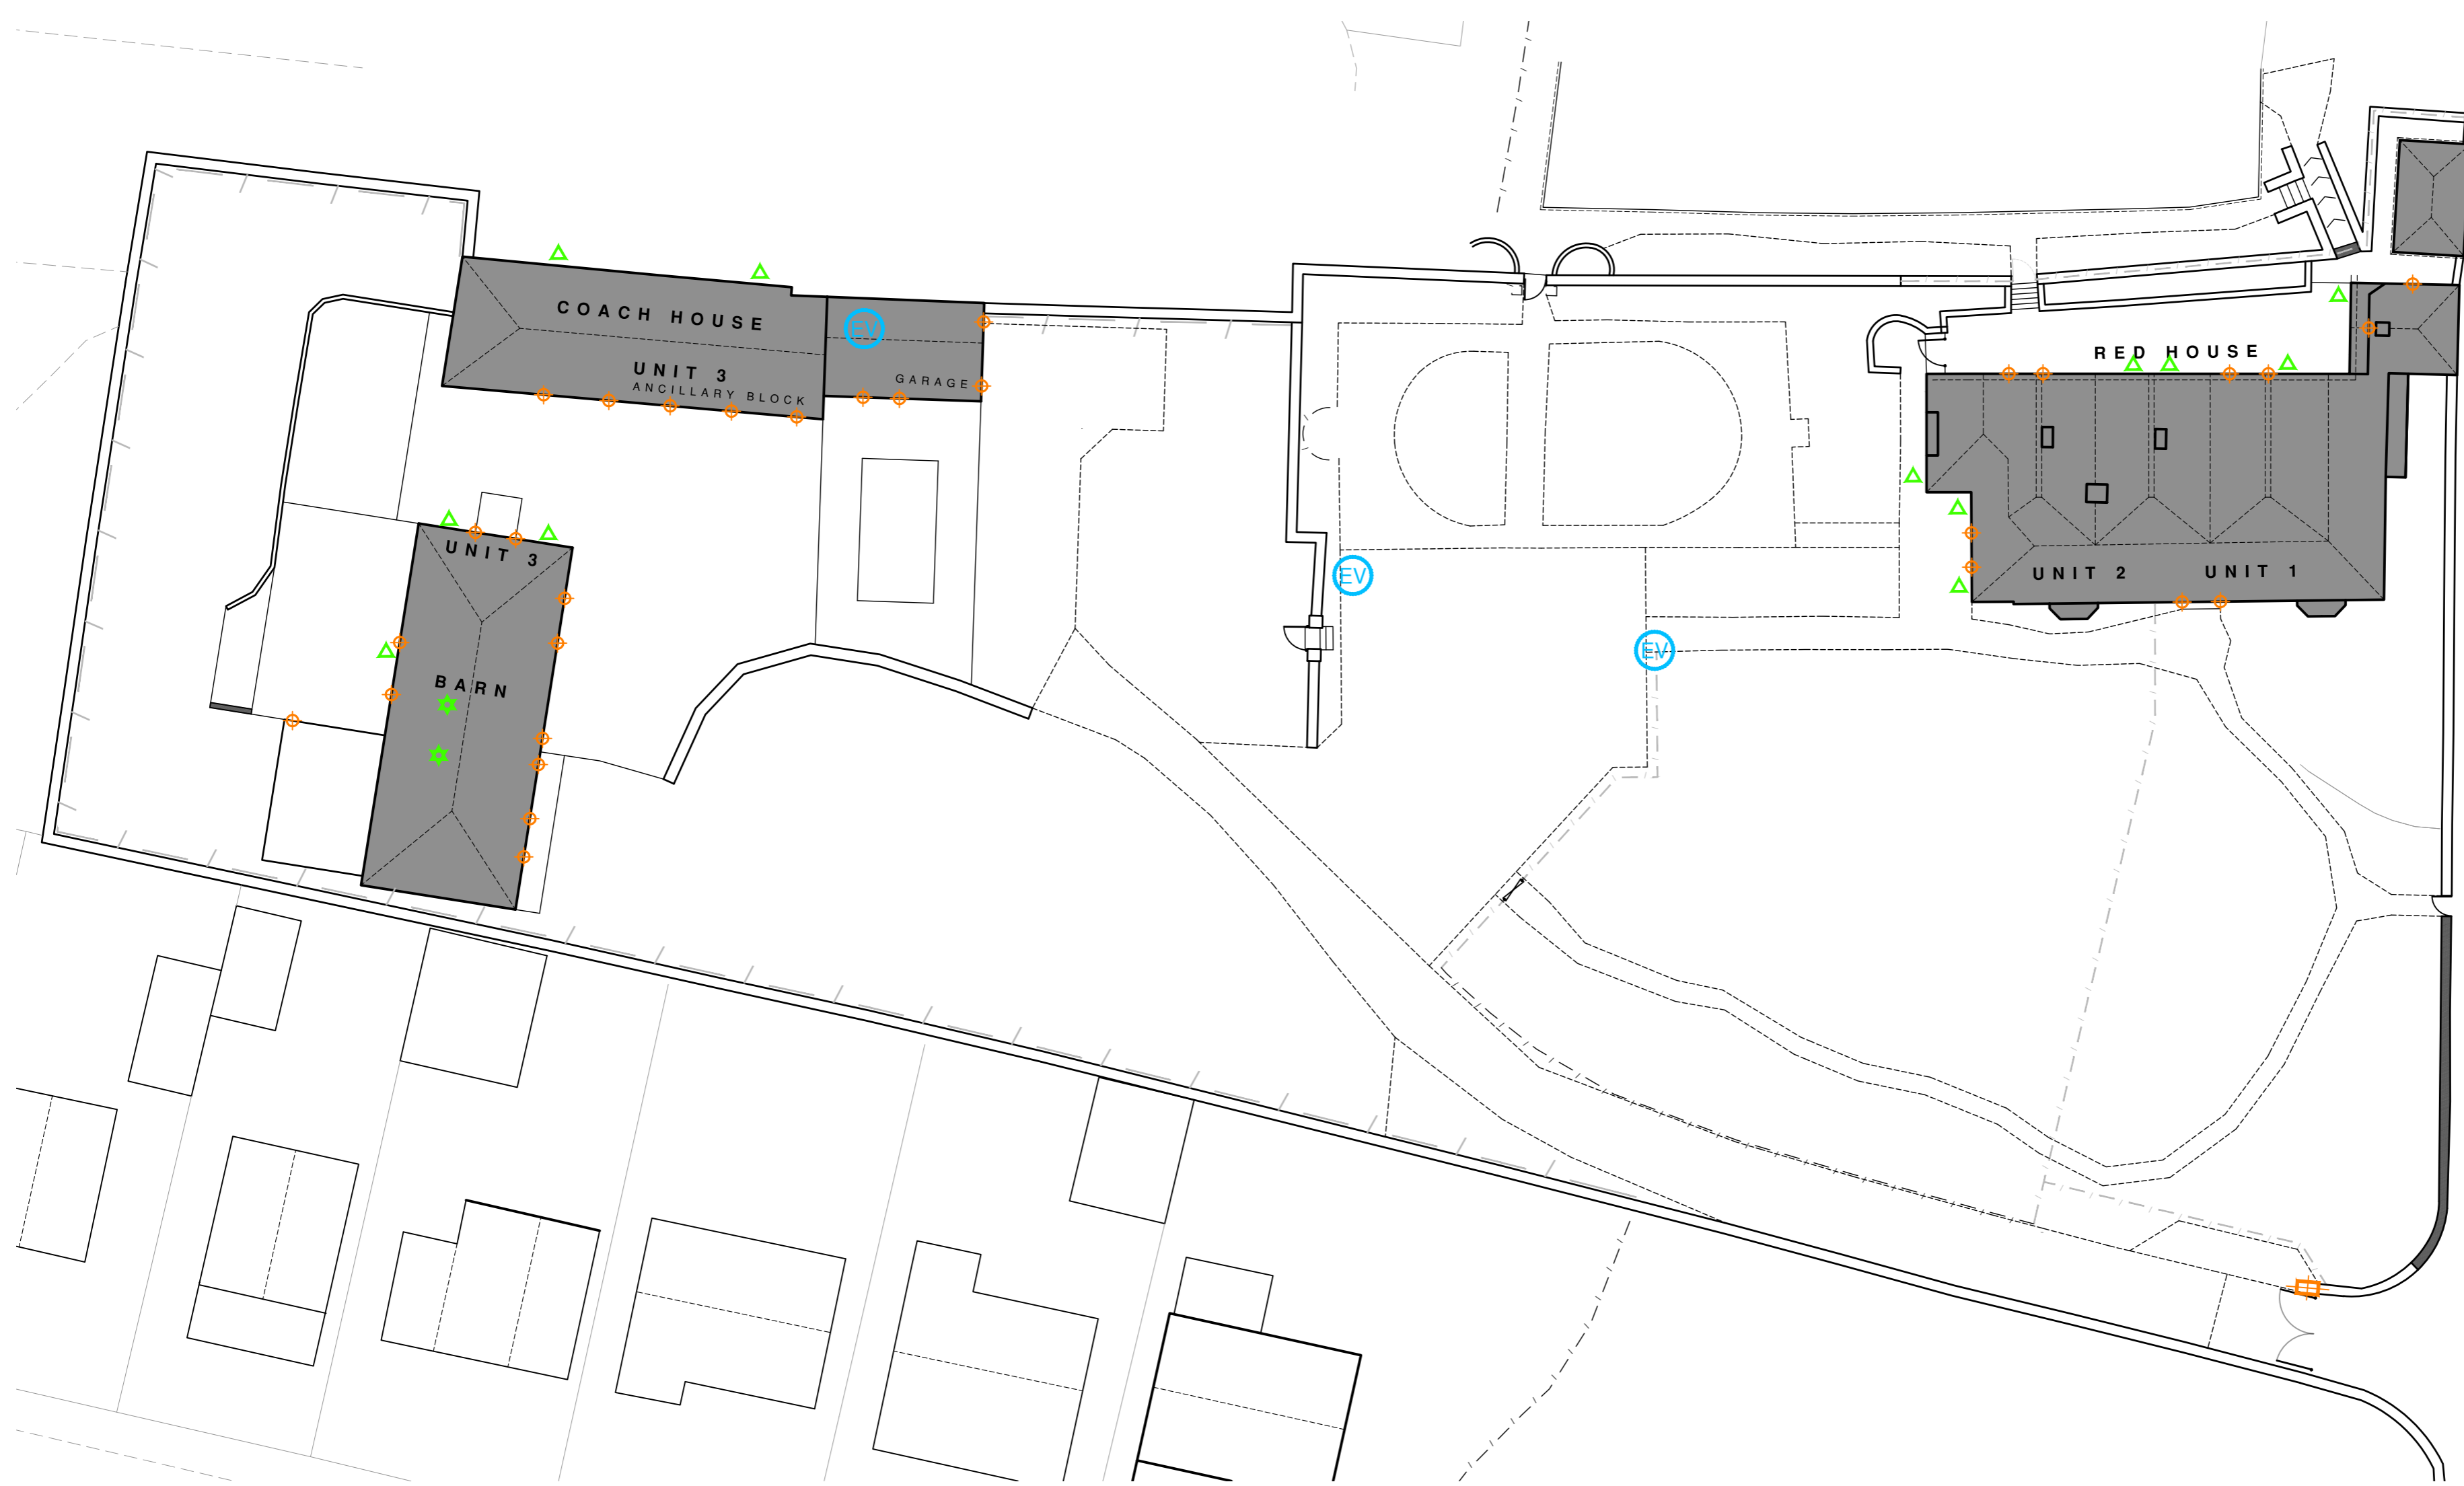 COACH HOUSE
EV
UNIT 3
ANCILLARY BLOCK
GARAGE
RED HOUSE
UNIT 3
EV
UNIT 2
UNIT 1
EV
BARN